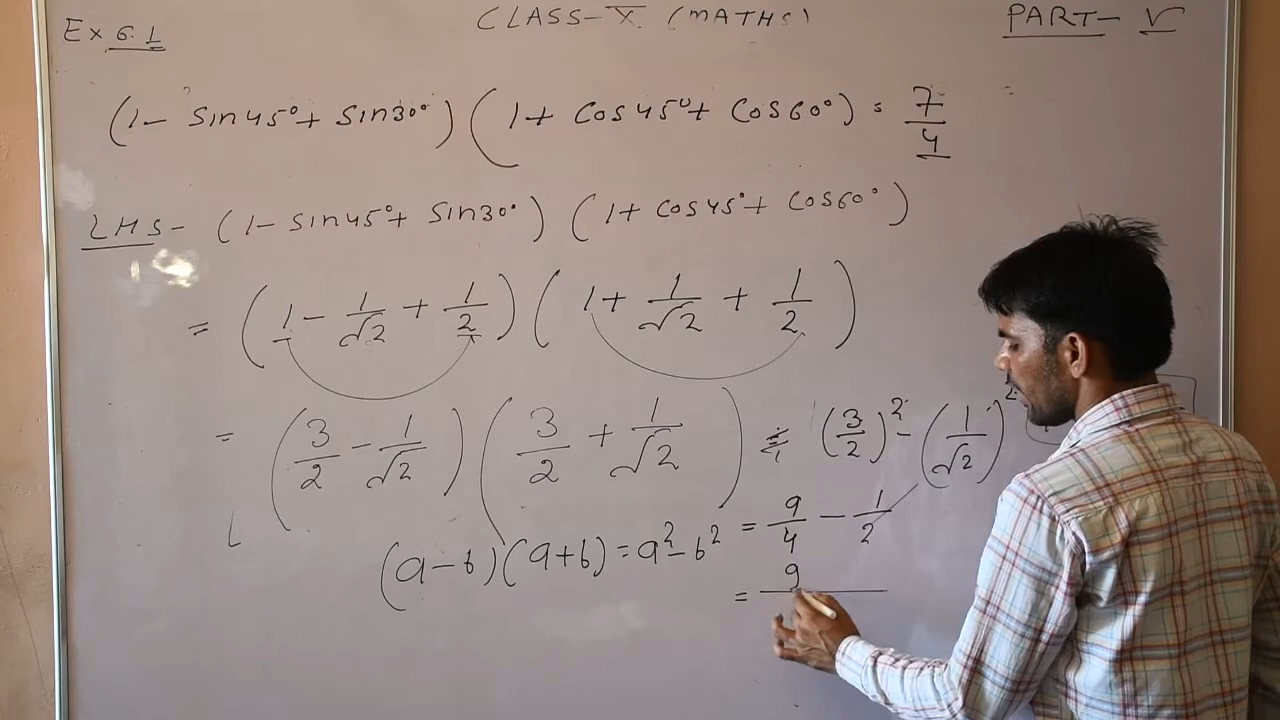 Ex 6.1 CLASS-X (MATHS) PART-V
(1 - Sin45° + Sin30°) (1 + Cos45° + Cos60°) = 7/4
LHS - (1 - Sin45° + Sin30°) (1 + Cos45° + Cos60°)
= (1 - 1/√2 + 1/2) (1 + 1/√2 + 1/2)
= (3/2 - 1/√2) (3/2 + 1/√2) = (3/2)² - (1/√2)²
(a-b)(a+b) = a²-b² = 9/4 - 1/2
= 9